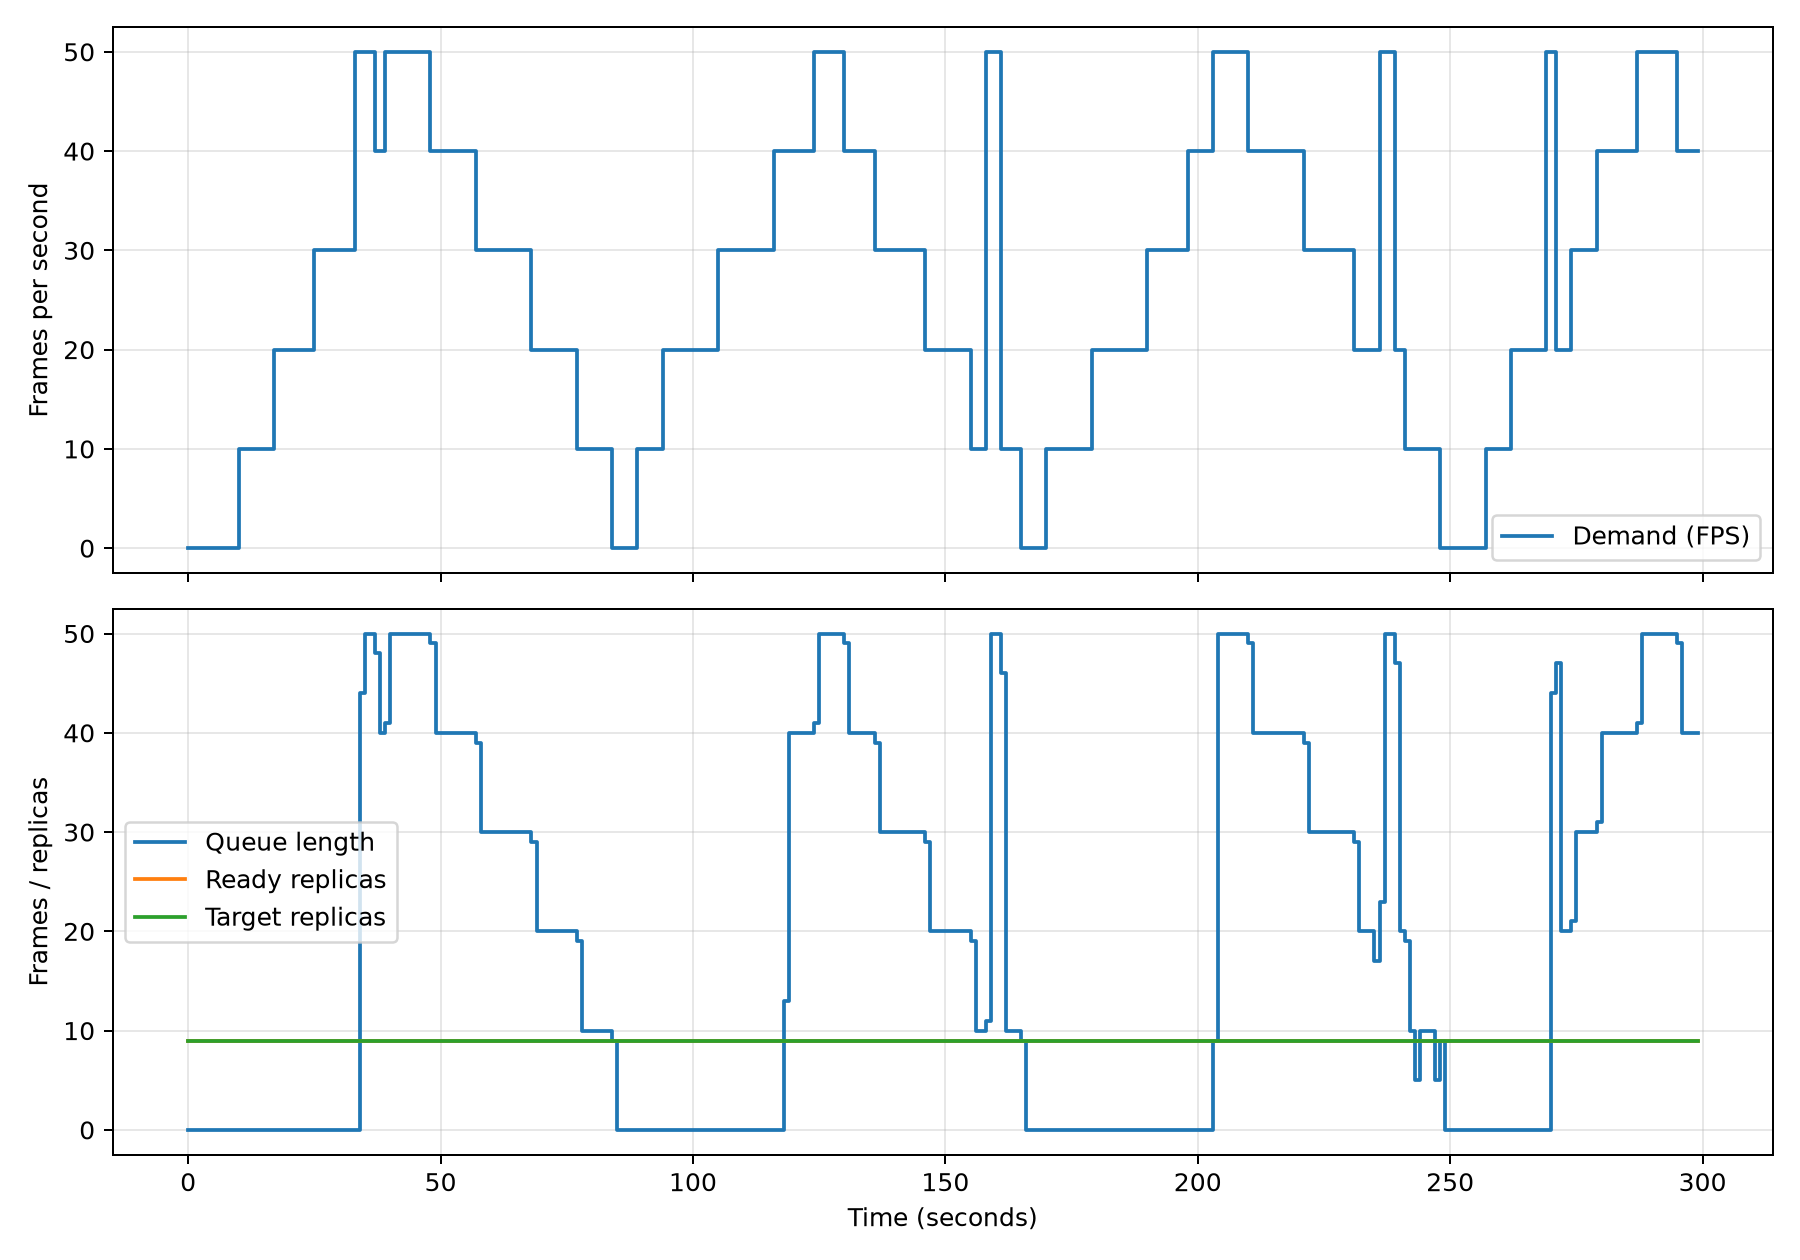 50
40
30
20
10
0
Frames per second
Demand (FPS)
50
40
30
20
10
0
Frames / replicas
Queue length
Ready replicas
Target replicas
0 50 100 150 200 250 300
Time (seconds)